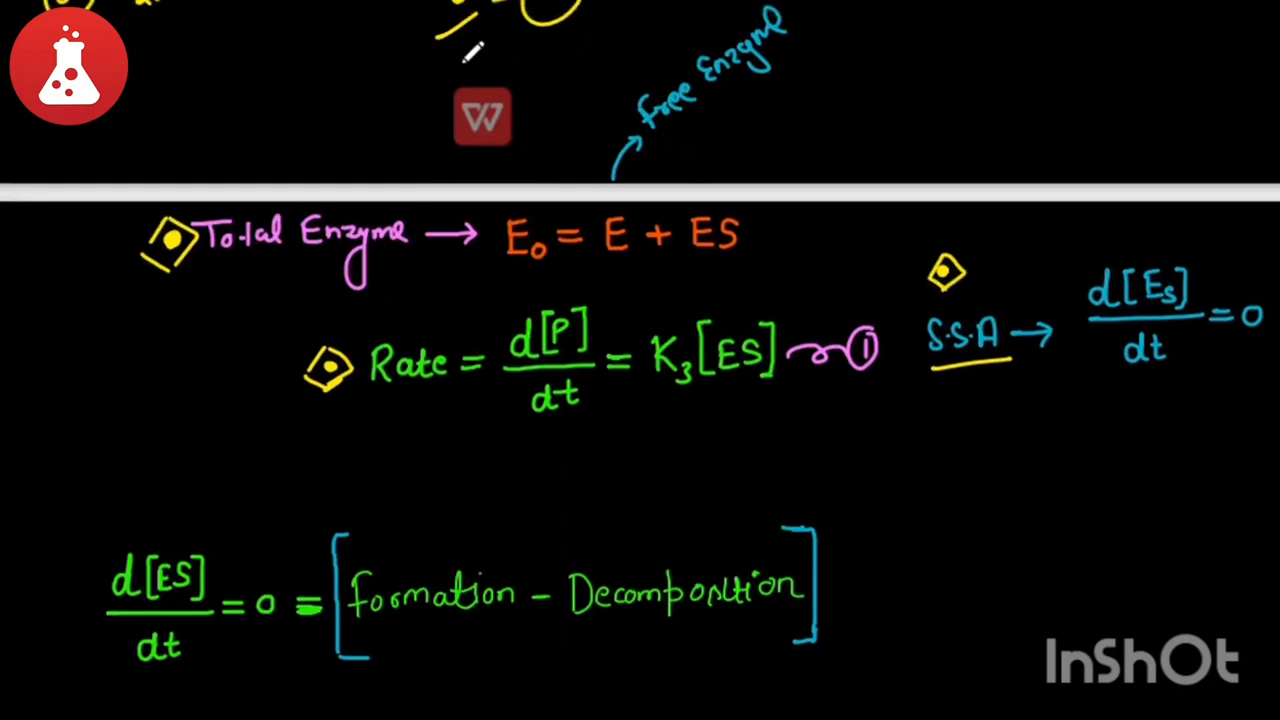 free Enzyme
Total Enzyme → E₀ = E + ES
Rate = d[P]/dt = K₃[ES] ~ ①
S.S.A → d[Es]/dt = 0
d[ES]/dt = 0 = [formation - Decomposition]
InShOt